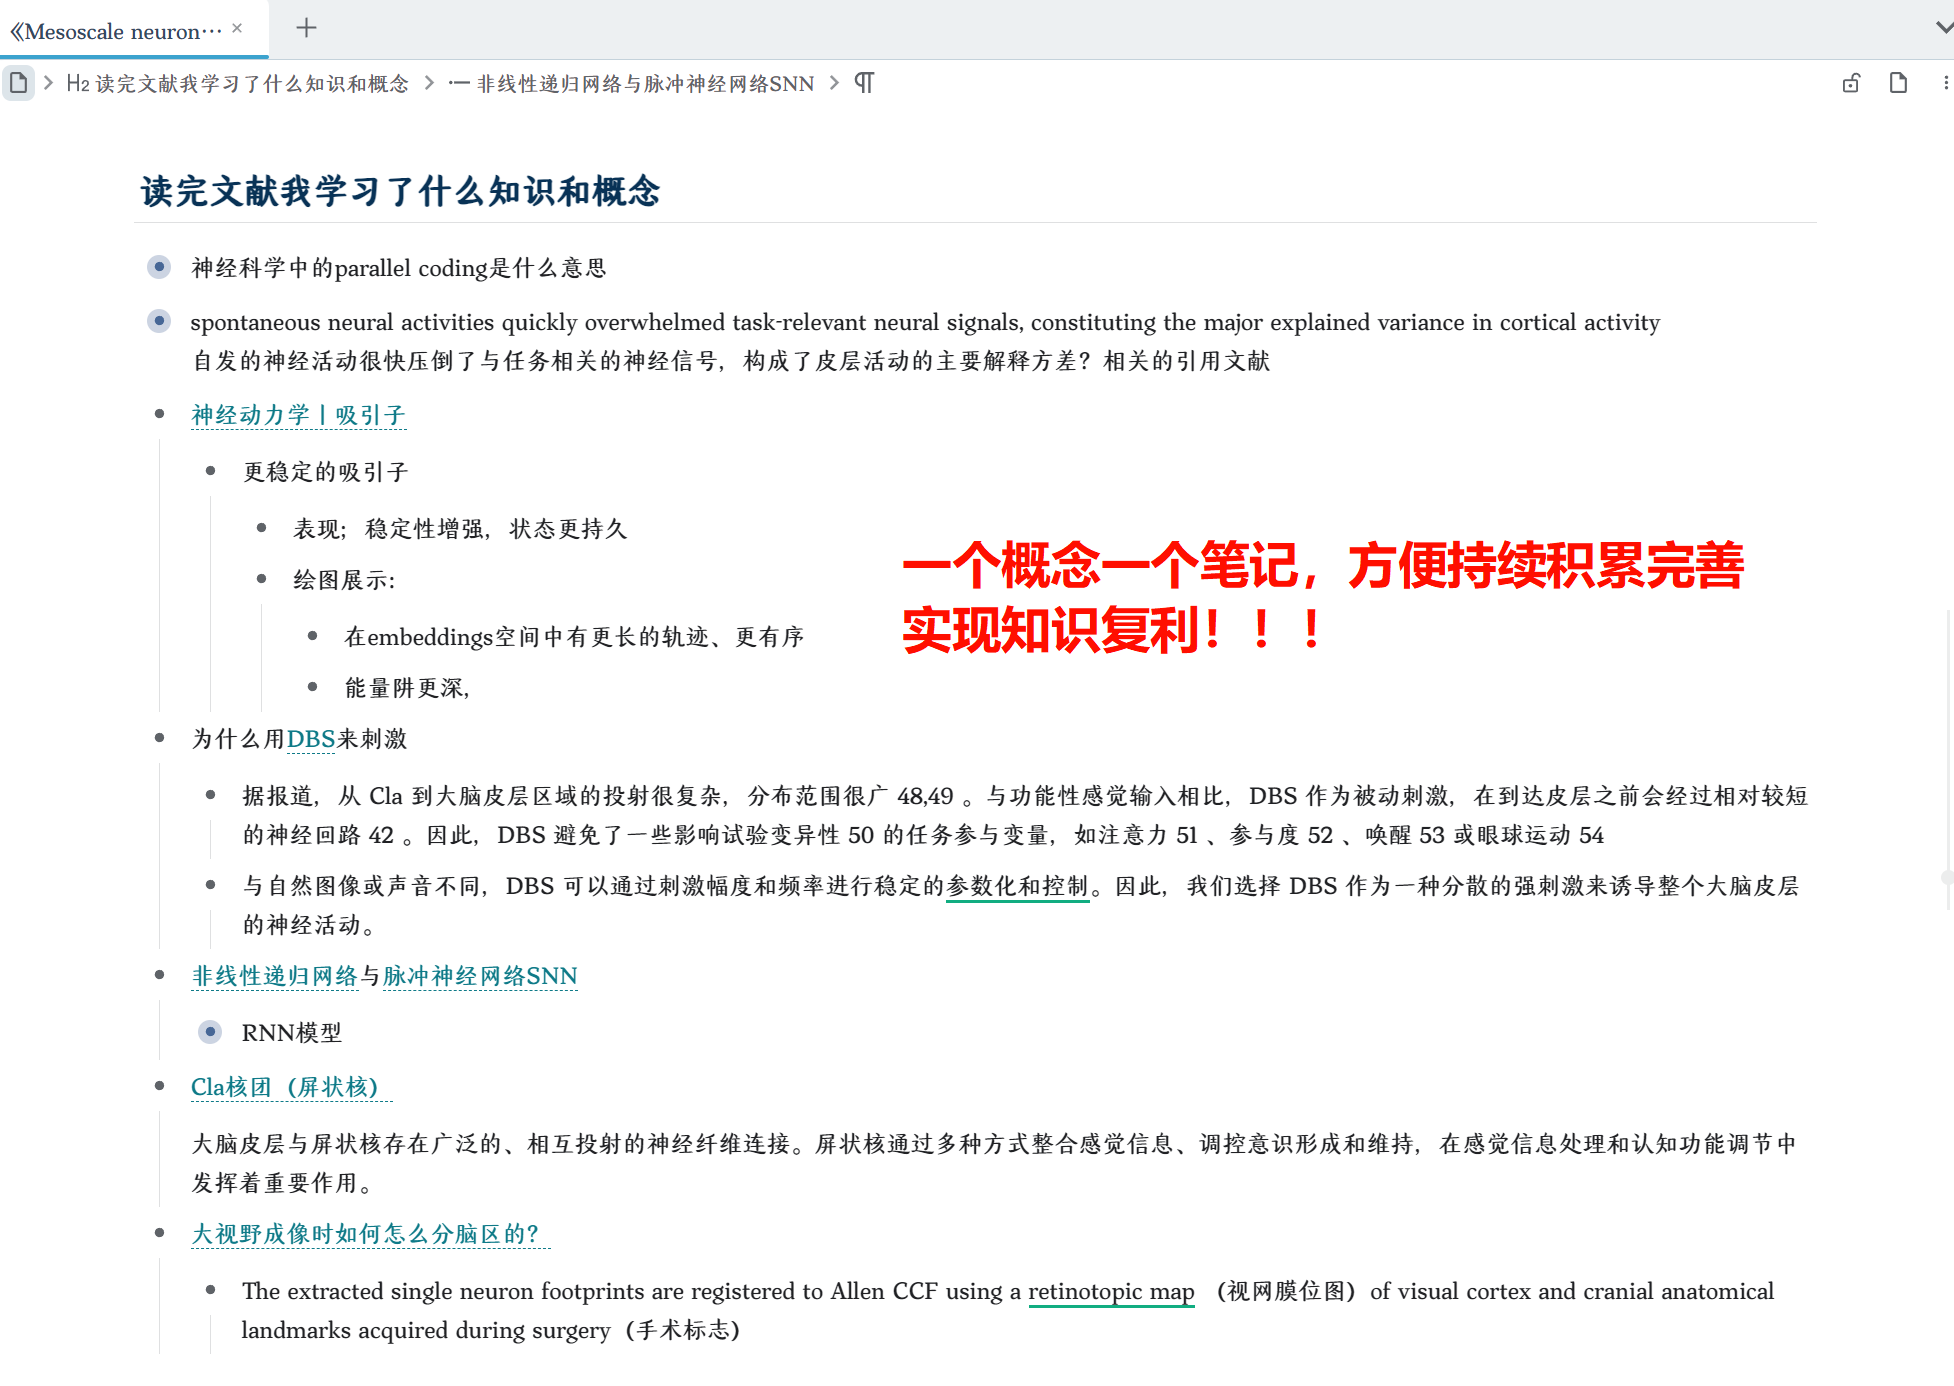 《Mesoscale neuron…
H2 读完文献我学习了什么知识和概念 > 非线性递归网络与脉冲神经网络SNN >
读完文献我学习了什么知识和概念
神经科学中的parallel coding是什么意思
spontaneous neural activities quickly overwhelmed task-relevant neural signals, constituting the major explained variance in cortical activity
自发的神经活动很快压倒了与任务相关的神经信号，构成了皮层活动的主要解释方差？相关的引用文献
神经动力学丨吸引子
更稳定的吸引子
表现；稳定性增强，状态更持久
绘图展示:
在embeddings空间中有更长的轨迹、更有序
能量阱更深,
一个概念一个笔记，方便持续积累完善
实现知识复利！！！
为什么用DBS来刺激
据报道，从 Cla 到大脑皮层区域的投射很复杂，分布范围很广 48,49 。与功能性感觉输入相比，DBS 作为被动刺激，在到达皮层之前会经过相对较短
的神经回路 42 。因此，DBS 避免了一些影响试验变异性 50 的任务参与变量，如注意力 51 、参与度 52 、唤醒 53 或眼球运动 54
与自然图像或声音不同，DBS 可以通过刺激幅度和频率进行稳定的参数化和控制。因此，我们选择 DBS 作为一种分散的强刺激来诱导整个大脑皮层
的神经活动。
非线性递归网络与脉冲神经网络SNN
RNN模型
Cla核团（屏状核）
大脑皮层与屏状核存在广泛的、相互投射的神经纤维连接。屏状核通过多种方式整合感觉信息、调控意识形成和维持，在感觉信息处理和认知功能调节中
发挥着重要作用。
大视野成像时如何怎么分脑区的？
The extracted single neuron footprints are registered to Allen CCF using a retinotopic map （视网膜位图）of visual cortex and cranial anatomical
landmarks acquired during surgery（手术标志）